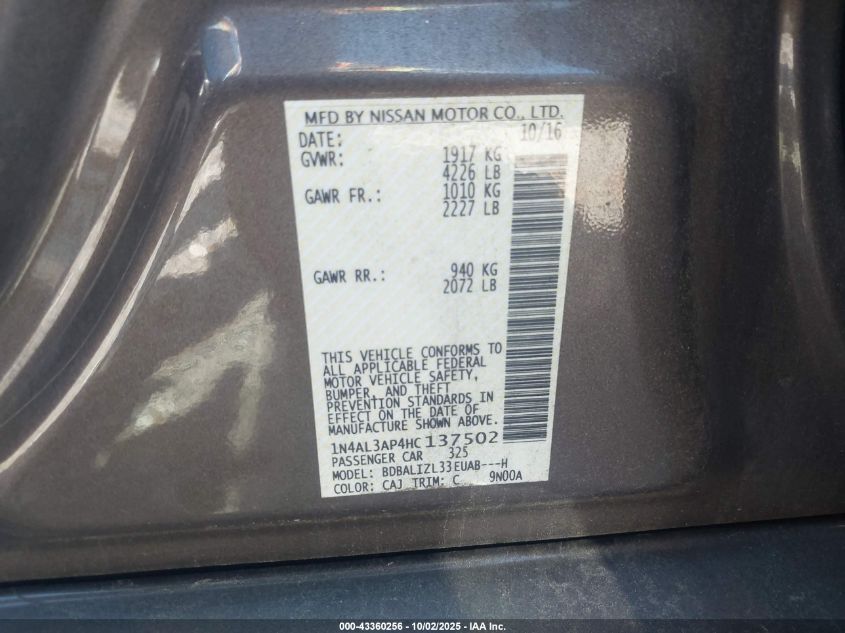 MFD BY NISSAN MOTOR CO., LTD.
DATE: 10/16
GVWR: 1917 KG
4226 LB
GAWR FR.: 1010 KG
2227 LB
GAWR RR.: 940 KG
2072 LB
THIS VEHICLE CONFORMS TO
ALL APPLICABLE FEDERAL
MOTOR VEHICLE SAFETY,
BUMPER, AND THEFT
PREVENTION STANDARDS IN
EFFECT ON THE DATE OF
MANUFACTURE SHOWN ABOVE.
1N4AL3AP4HC137502
PASSENGER CAR 325
MODEL: BDBALIZL33EUAB---H
COLOR: CAJ TRIM: C 9N00A
000-43360256 - 10/02/2025 - IAA Inc.